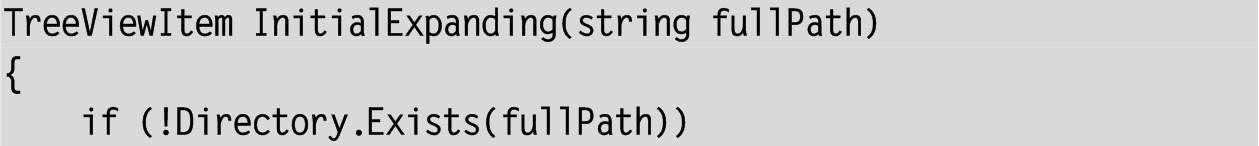 TreeViewItem InitialExpanding(string fullPath)
{
    if (!Directory.Exists(fullPath))